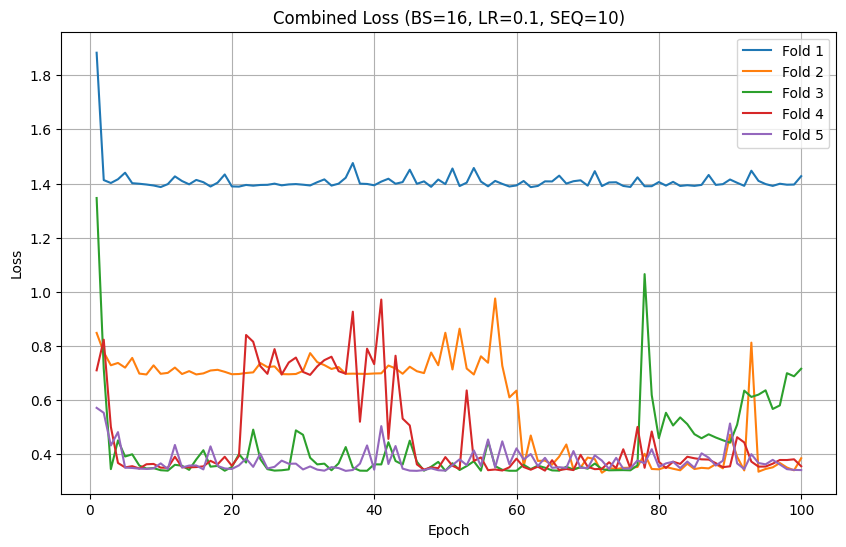 Combined Loss (BS=16, LR=0.1, SEQ=10)
Fold 1
Fold 2
Fold 3
Fold 4
Fold 5
Loss
1.8
1.6
1.4
1.2
1.0
0.8
0.6
0.4
0
20
40
60
80
100
Epoch